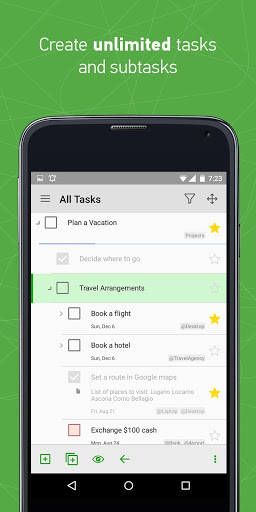 Create unlimited tasks
and subtasks
7:23
All Tasks
Plan a Vacation
Projects
Decide where to go
Travel Arrangements
Book a flight
Sun, Dec 6
@Desktop
Book a hotel
Sun, Dec 6
@TravelAgency
Set a route in Google maps
List of places to visit: Lugano Locarno
Ascona Como Bellagio
Fri, Aug 21
@Laptop @Desktop
Exchange $100 cash
Mon, Aug 24
@Bank, @Airport